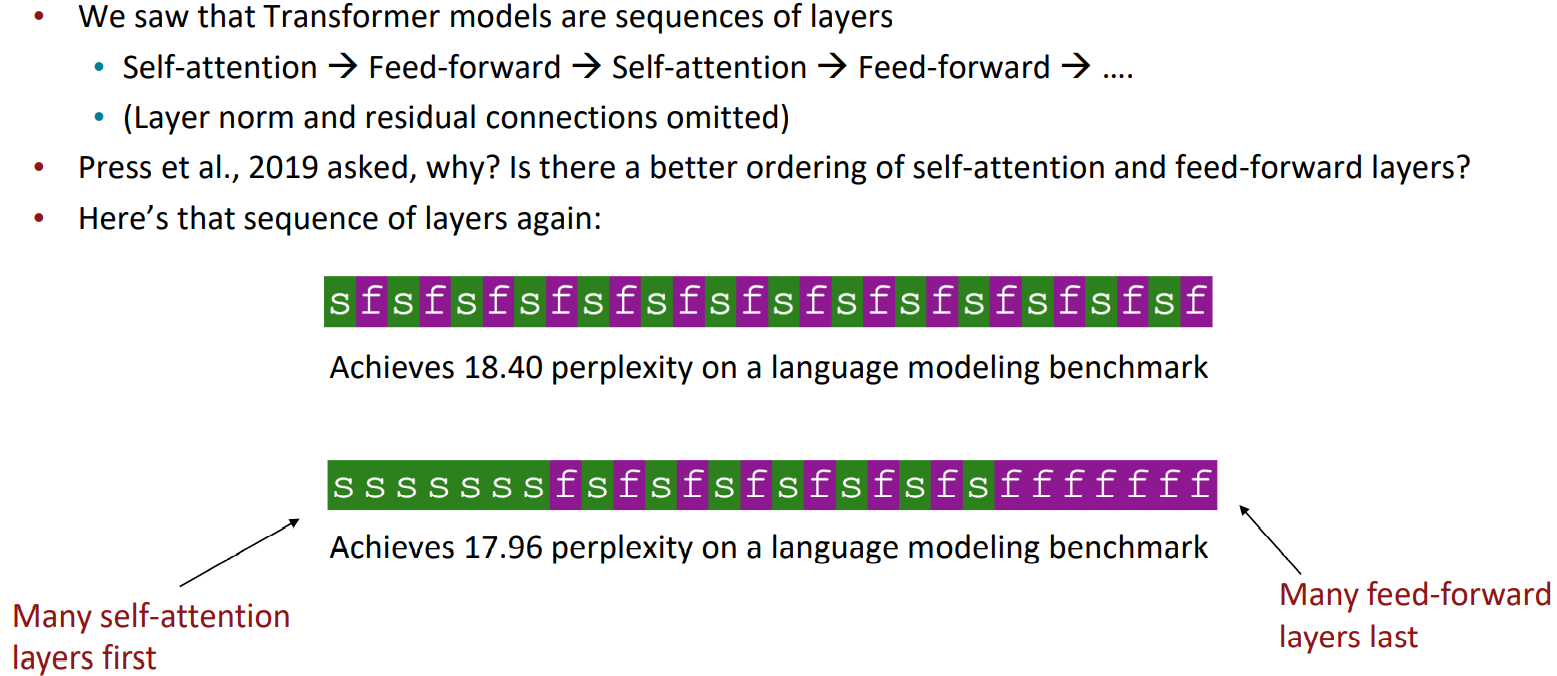 • We saw that Transformer models are sequences of layers
• Self-attention → Feed-forward → Self-attention → Feed-forward → ....
• (Layer norm and residual connections omitted)
• Press et al., 2019 asked, why? Is there a better ordering of self-attention and feed-forward layers?
• Here's that sequence of layers again:
s f s f s f s f s f s f s f s f s f s f s f s f s f s f
Achieves 18.40 perplexity on a language modeling benchmark
s s s s s s s f s f s f s f s f s f s f s f f f f f f f
Achieves 17.96 perplexity on a language modeling benchmark
Many self-attention
layers first
Many feed-forward
layers last